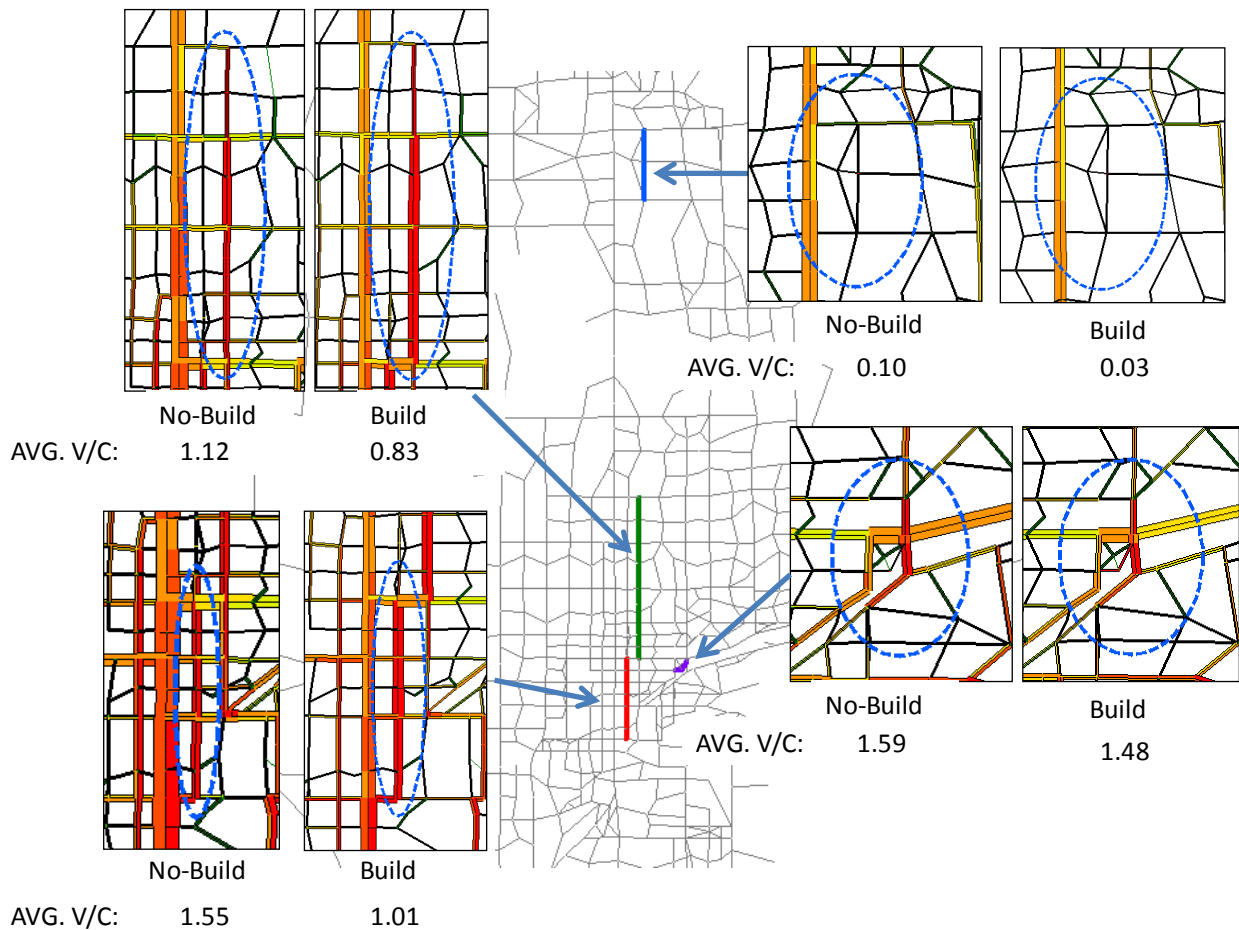 No-Build Build
AVG. V/C: 1.12 0.83
No-Build Build
AVG. V/C: 0.10 0.03
No-Build Build
AVG. V/C: 1.59 1.48
No-Build Build
AVG. V/C: 1.55 1.01